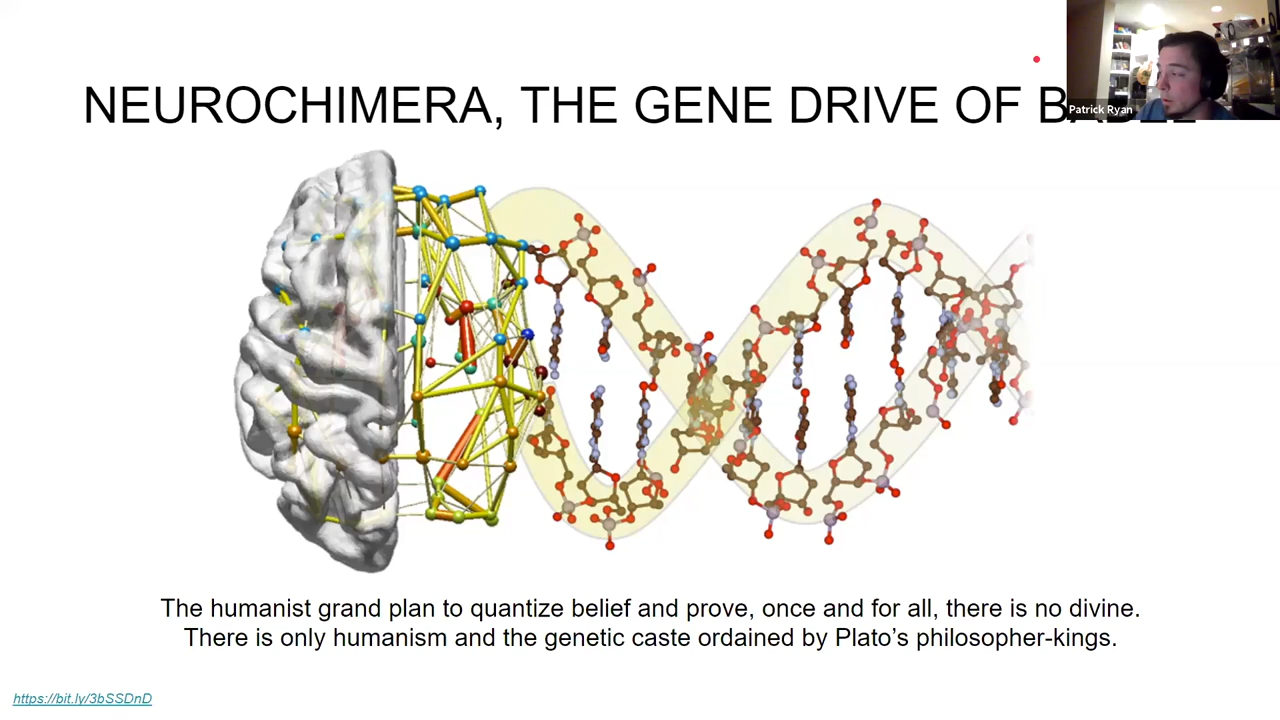 NEUROCHIMERA, THE GENE DRIVE OF
Patrick Ryan
The humanist grand plan to quantize belief and prove, once and for all, there is no divine.
There is only humanism and the genetic caste ordained by Plato's philosopher-kings.
https://bit.ly/3bSSDnD